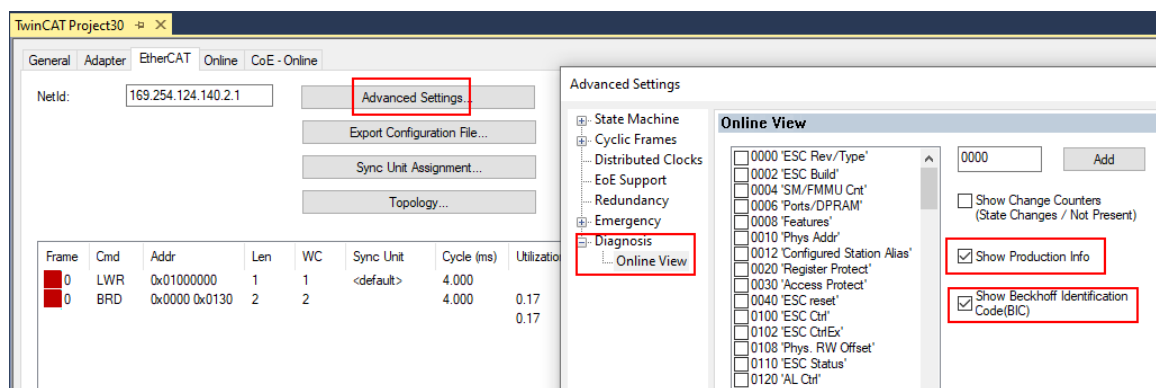 TwinCAT Project30
General Adapter EtherCAT Online CoE - Online
NetId: 169.254.124.140.2.1
Advanced Settings...
Export Configuration File...
Sync Unit Assignment...
Topology...
Frame Cmd Addr Len WC Sync Unit Cycle (ms)
0 LWR 0x01000000 1 1 <default> 4.000
0 BRD 0x0000 0x0130 2 2 4.000 0.17
0.17
Advanced Settings
State Machine
Cyclic Frames
Distributed Clocks
EoE Support
Redundancy
Emergency
Diagnosis
Online View
Online View
0000 'ESC Rev/Type'
0002 'ESC Build'
0004 'SM/FMMU Cnt'
0006 'Ports/DPRAM'
0008 'Features'
0010 'Phys Addr'
0012 'Configured Station Alias'
0020 'Register Protect'
0030 'Access Protect'
0040 'ESC reset'
0100 'ESC Ctrl'
0102 'ESC CtrlEx'
0108 'Phys. RW Offset'
0110 'ESC Status'
0120 'AL Ctrl'
0000 Add
Show Change Counters
(State Changes / Not Present)
Show Production Info
Show Beckhoff Identification
Code(BIC)